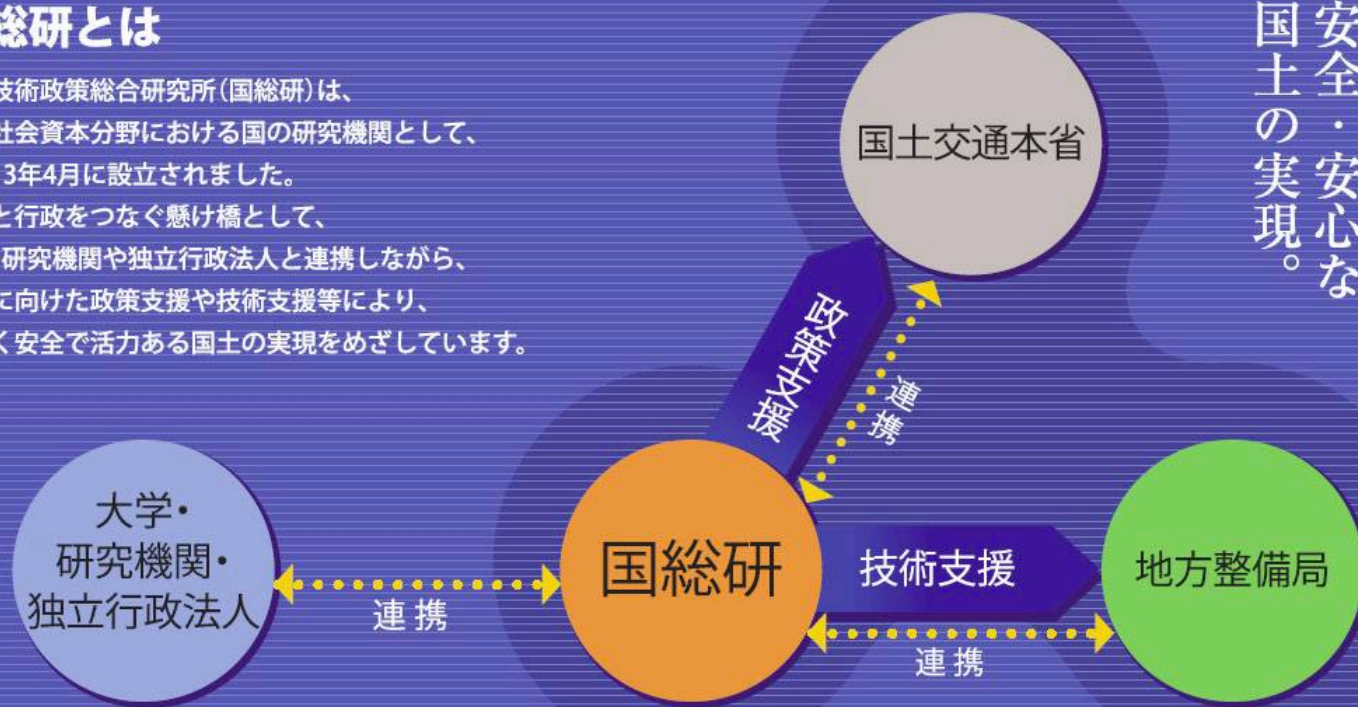 総研とは
技術政策総合研究所(国総研)は、
社会資本分野における国の研究機関として、
13年4月に設立されました。
と行政をつなぐ懸け橋として、
研究機関や独立行政法人と連携しながら、
に向けた政策支援や技術支援等により、
く安全で活力ある国土の実現をめざしています。
安全・安心な
国土の実現。
国土交通本省
政策支援
連携
大学・
研究機関・
独立行政法人
連携
国総研
技術支援
連携
地方整備局